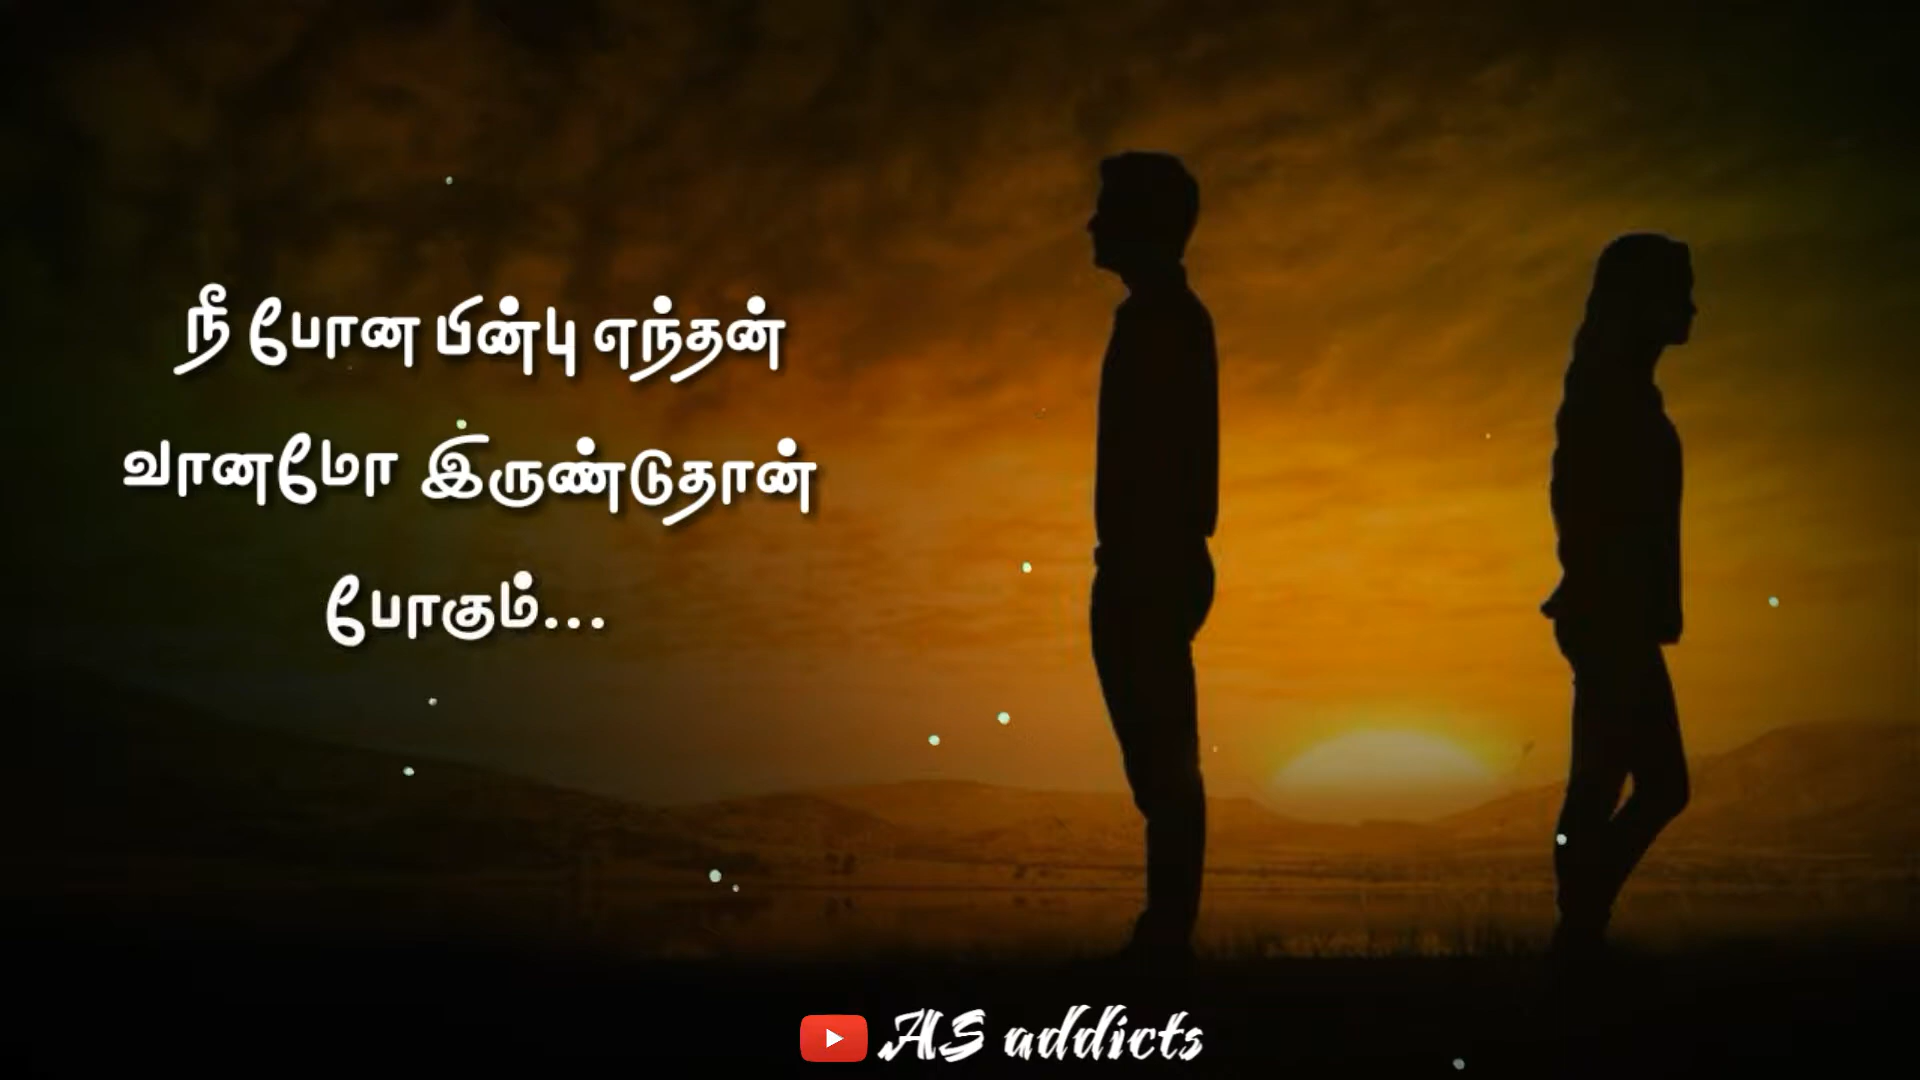 நீ போன பின்பு எந்தன்
வானமோ இருண்டுதான்
போகும்...
AS addicts